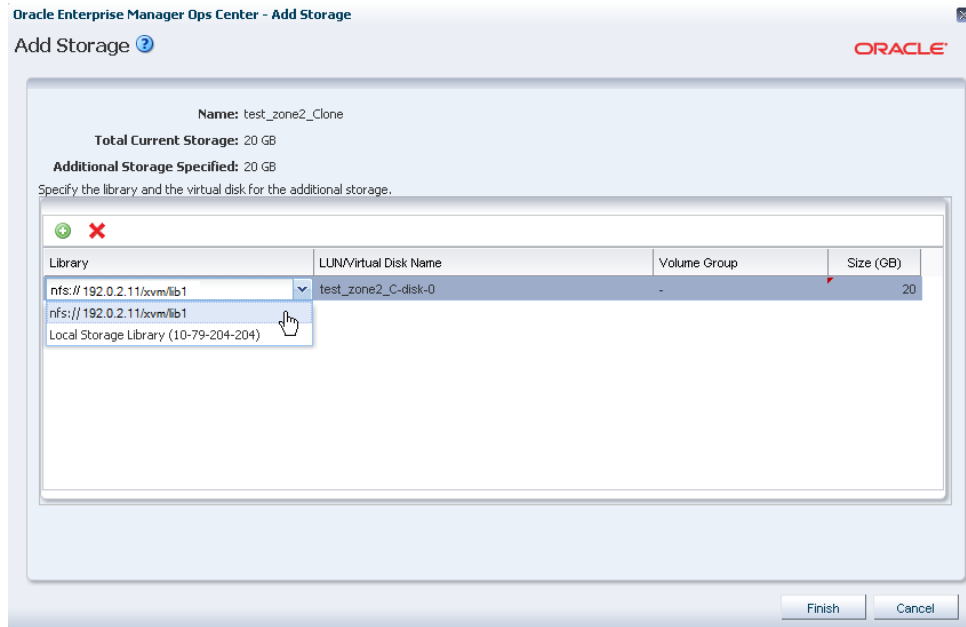 Oracle Enterprise Manager Ops Center - Add Storage
Add Storage ?
ORACLE
Name: test_zone2_Clone
Total Current Storage: 20 GB
Additional Storage Specified: 20 GB
Specify the library and the virtual disk for the additional storage.
Library LUN/Virtual Disk Name Volume Group Size (GB)
nfs:// 192.0.2.11/xvm/lib1 test_zone2_C-disk-0 - 20
nfs:// 192.0.2.11/xvm/lib1
Local Storage Library (10-79-204-204)
Finish Cancel